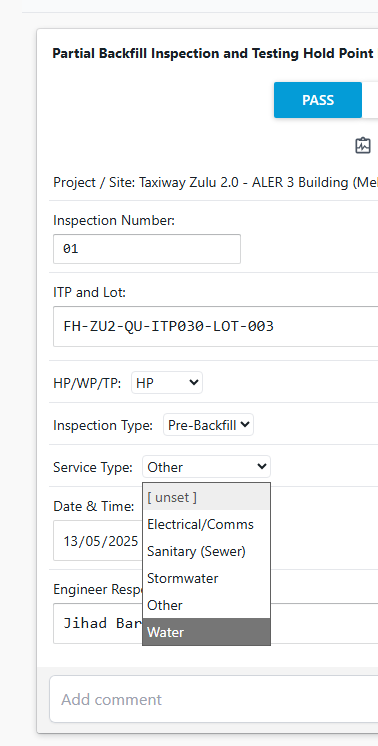 Partial Backfill Inspection and Testing Hold Point
PASS
Project / Site: Taxiway Zulu 2.0 - ALER 3 Building
Inspection Number:
01
ITP and Lot:
FH-ZU2-QU-ITP030-LOT-003
HP/WP/TP: HP
Inspection Type: Pre-Backfill
Service Type: Other
[ unset ]
Electrical/Comms
Sanitary (Sewer)
Stormwater
Other
Water
Date & Time:
13/05/2025
Engineer
Jihad
Add comment